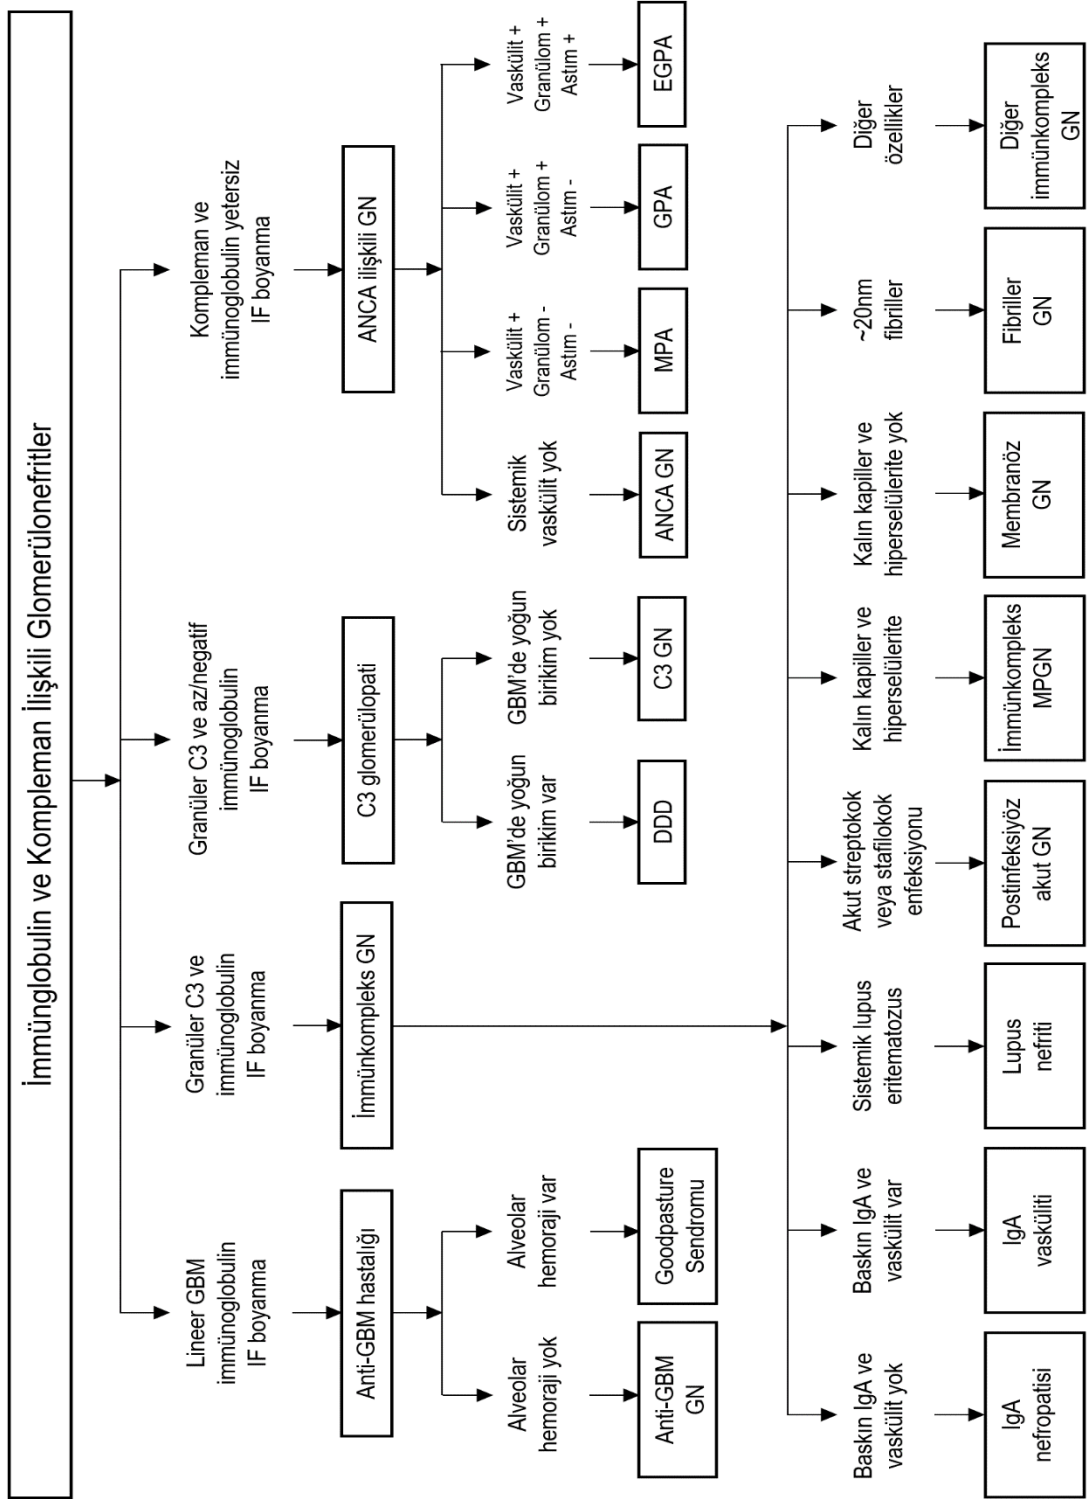 İmmünglobulin ve Kompleman İlişkili Glomerülonefritler
Lineer GBM
immünoglobulin
IF boyanma
Granüler C3 ve
immünoglobulin
IF boyanma
Granüler C3 ve az/negatif
immünoglobulin
IF boyanma
Kompleman ve
immünoglobulin yetersiz
IF boyanma
Anti-GBM hastalığı
İmmünkompleks GN
C3 glomerülopati
ANCA ilişkili GN
Alveolar
hemoraji yok
Alveolar
hemoraji var
GBM'de yoğun
birikim var
GBM'de yoğun
birikim yok
Sistemik
vaskülit yok
Vaskülit +
Granülom -
Astım -
Vaskülit +
Granülom +
Astım -
Vaskülit +
Granülom +
Astım +
Anti-GBM
GN
Goodpasture
Sendromu
DDD
C3 GN
ANCA GN
MPA
GPA
EGPA
Baskın IgA ve
vaskülit yok
Baskın IgA ve
vaskülit var
Sistemik lupus
eritematozus
Akut streptokok
veya stafilokok
enfeksiyonu
Kalın kapiller ve
hiperselülerite
Kalın kapiller ve
hiperselülerite yok
~20nm
fibriller
Diğer
özellikler
IgA
nefropatisi
IgA
vasküliti
Lupus
nefriti
Postinfeksiyöz
akut GN
İmmünkompleks
MPGN
Membranöz
GN
Fibriller
GN
Diğer
immünkompleks
GN